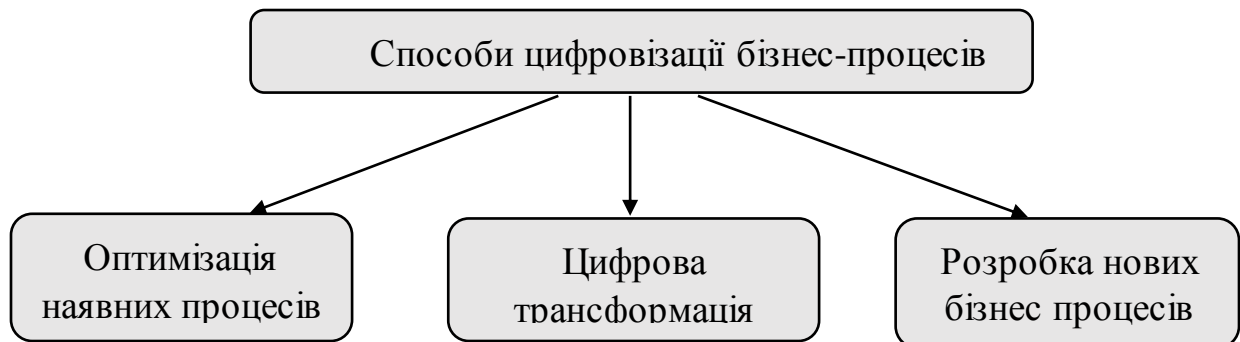 Способи цифровізації бізнес-процесів
Оптимізація
наявних процесів
Цифрова
трансформація
Розробка нових
бізнес процесів